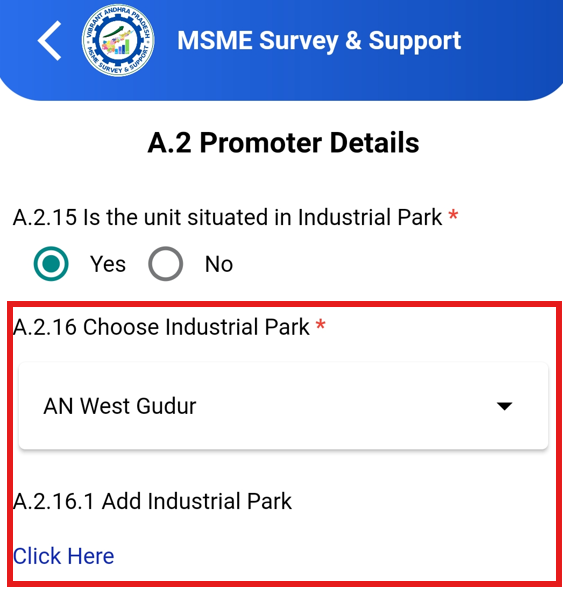 VIBRANT ANDHRA PRADESH
MSME SURVEY & SUPPORT
MSME Survey & Support
A.2 Promoter Details
A.2.15 Is the unit situated in Industrial Park *
Yes No
A.2.16 Choose Industrial Park *
AN West Gudur
A.2.16.1 Add Industrial Park
Click Here